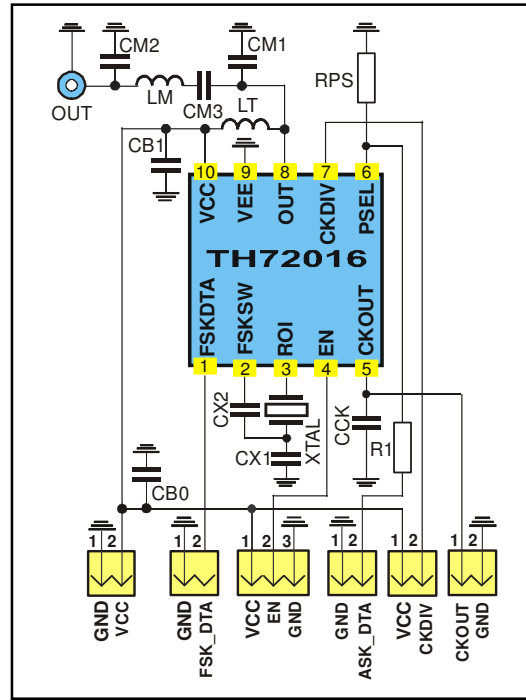 CM2
CM1
LM
CM3
LT
OUT
RPS
CB1
10
9
8
7
6
VCC
VEE
OUT
CKDIV
PSEL
TH72016
FSKDTA
FSKSW
ROI
EN
CKOUT
1
2
3
4
5
CX2
CX1
XTAL
CCK
R1
CB0
1 2
1 2
1 2 3
1 2
1 2
1 2
GND
VCC
GND
FSK_DTA
VCC
EN
GND
GND
ASK_DTA
VCC
CKDIV
CKOUT
GND